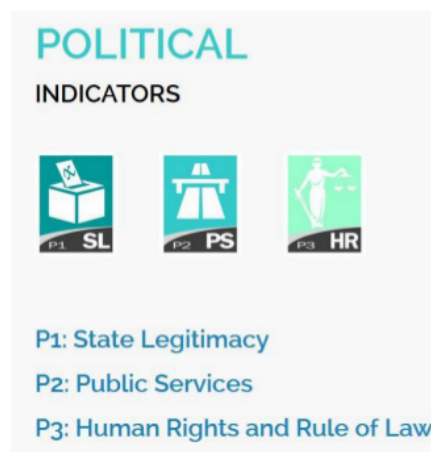 POLITICAL
INDICATORS
P1 SL P2 PS P3 HR
P1: State Legitimacy
P2: Public Services
P3: Human Rights and Rule of Law